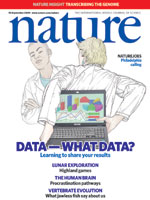 NATURE INSIGHT TRANSCRIBING THE GENOME
nature
NATUREJOBS
Philadelphia
calling
DATA — WHAT DATA?
Learning to share your results
LUNAR EXPLORATION
Highland games
THE HUMAN BRAIN
Procrastination pathways
VERTEBRATE EVOLUTION
What jawless fish say about us